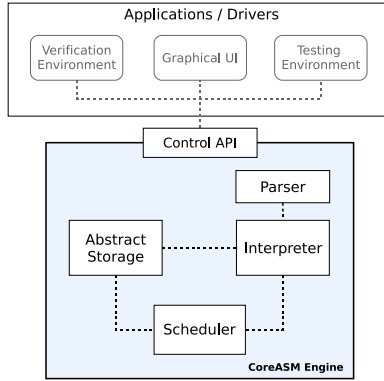 Applications / Drivers
Verification
Environment
Graphical UI
Testing
Environment
Control API
Parser
Abstract
Storage
Interpreter
Scheduler
CoreASM Engine